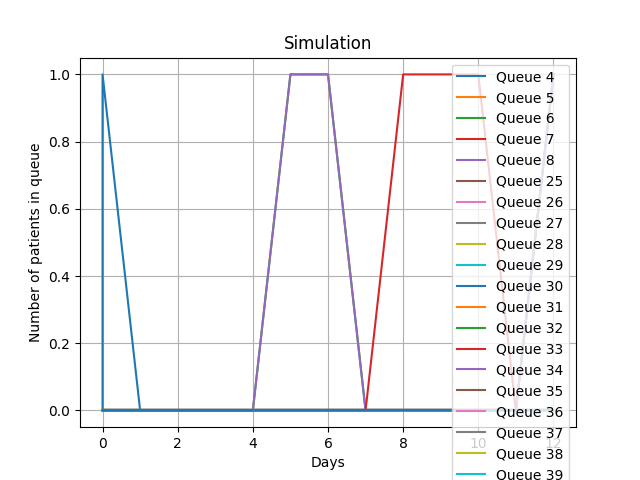 Simulation
Number of patients in queue
1.0
0.8
0.6
0.4
0.2
0.0
0
2
4
6
8
10
12
Days
Queue 4
Queue 5
Queue 6
Queue 7
Queue 8
Queue 25
Queue 26
Queue 27
Queue 28
Queue 29
Queue 30
Queue 31
Queue 32
Queue 33
Queue 34
Queue 35
Queue 36
Queue 37
Queue 38
Queue 39